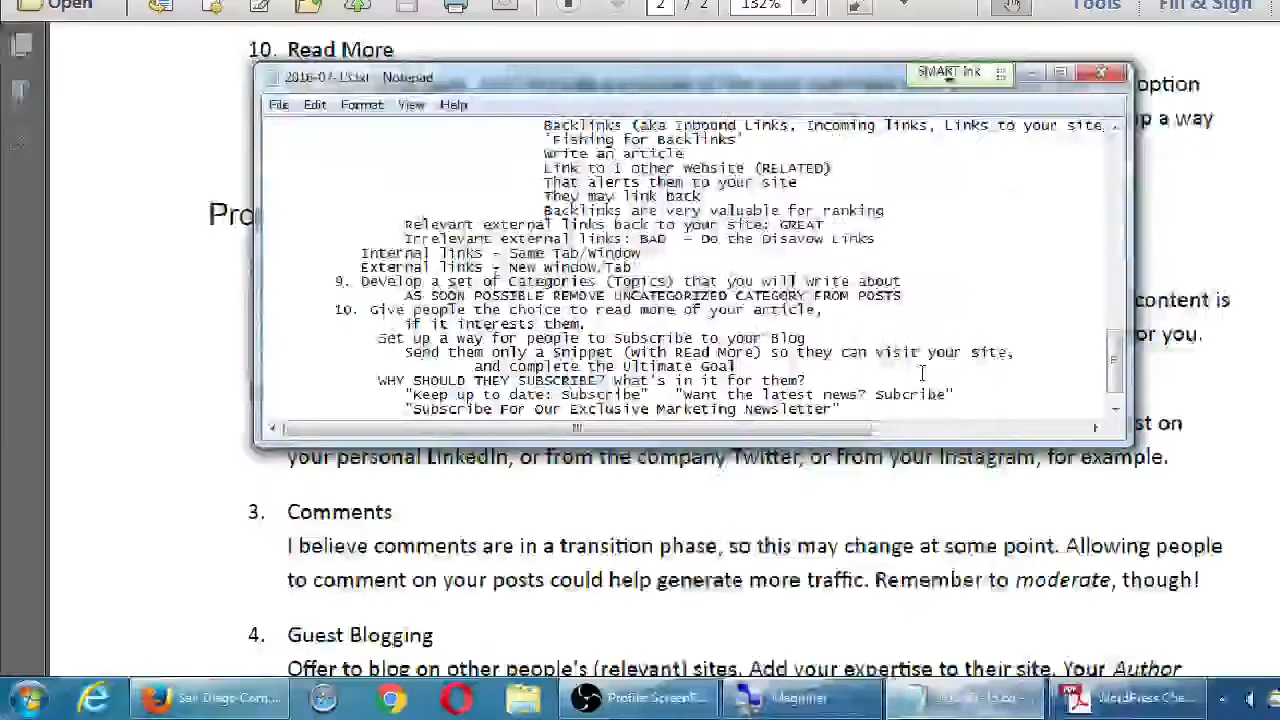 Open
2 / 2
132%
Tools
Fill & Sign
10. Read More
option
up a way
2016-07-13.txt - Notepad
SMART Ink
File Edit Format View Help
Backlinks (aka Inbound Links, Incoming links, Links to your site
'Fishing for Backlinks'
Write an article
Link to 1 other website (RELATED)
That alerts them to your site
They may link back
Backlinks are very valuable for ranking
Relevant external links back to your site: GREAT
Irrelevant external links: BAD - Do the Disavow Links
Internal links - Same Tab/Window
External links - New Window/Tab
9. Develop a set of Categories (Topics) that you will write about
AS SOON POSSIBLE REMOVE UNCATEGORIZED CATEGORY FROM POSTS
10. Give people the choice to read more of your article,
if it interests them.
Set up a way for people to Subscribe to your Blog
Send them only a Snippet (with REad More) so they can visit your site,
and complete the Ultimate Goal
WHY SHOULD THEY SUBSCRIBE? What's in it for them?
"Keep up to date: Subscribe" "Want the latest news? Subcribe"
"Subscribe For Our Exclusive Marketing Newsletter"
Pro
content is
or you.
st on
your personal LinkedIn, or from the company Twitter, or from your Instagram, for example.
3. Comments
I believe comments are in a transition phase, so this may change at some point. Allowing people
to comment on your posts could help generate more traffic. Remember to moderate, though!
4. Guest Blogging
Offer to blog on other people's (relevant) sites. Add your expertise to their site. Your Author
San Diego Com...
Profile ScreenF...
Magnifier
WordPress Che...